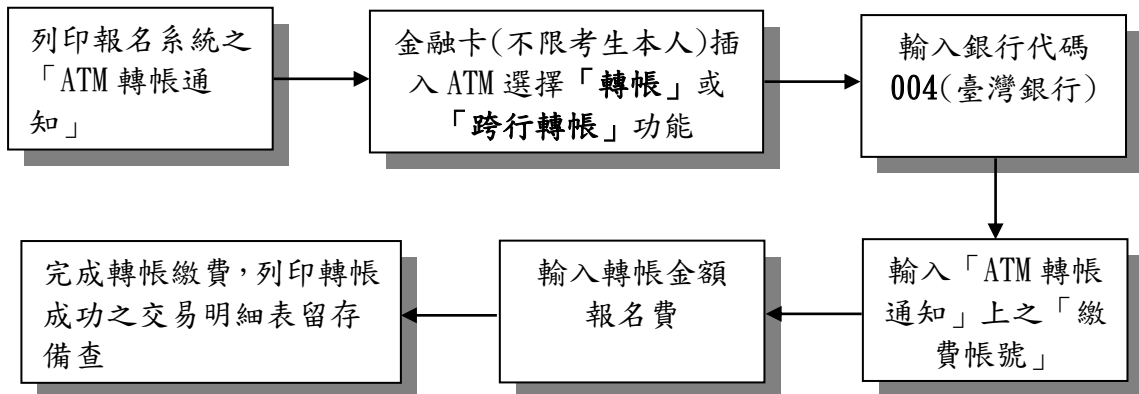 列印報名系統之
「ATM 轉帳通
知」
金融卡(不限考生本人)插
入 ATM 選擇「轉帳」或
「跨行轉帳」功能
輸入銀行代碼
004(臺灣銀行)
輸入「ATM 轉帳
通知」上之「繳
費帳號」
輸入轉帳金額
報名費
完成轉帳繳費，列印轉帳
成功之交易明細表留存
備查